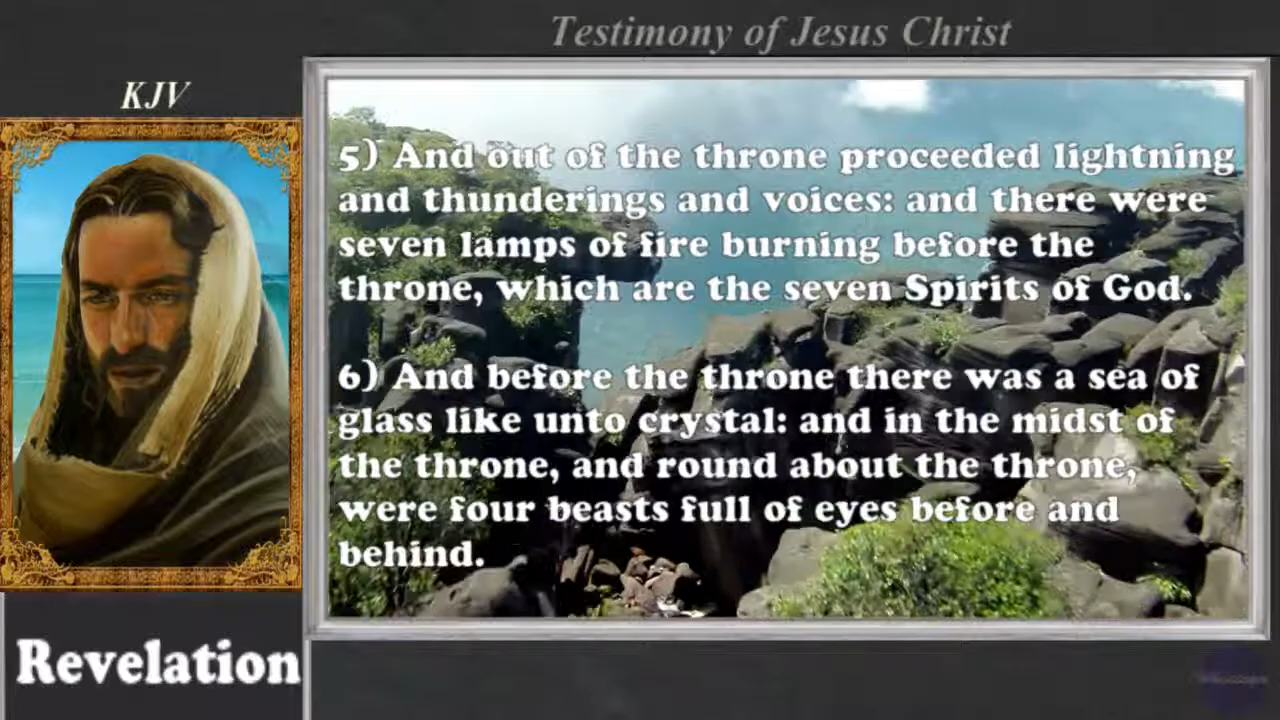 Testimony of Jesus Christ
KJV
5) And out of the throne proceeded lightning
and thunderings and voices: and there were
seven lamps of fire burning before the
throne, which are the seven Spirits of God.
6) And before the throne there was a sea of
glass like unto crystal: and in the midst of
the throne, and round about the throne,
were four beasts full of eyes before and
behind.
Revelation